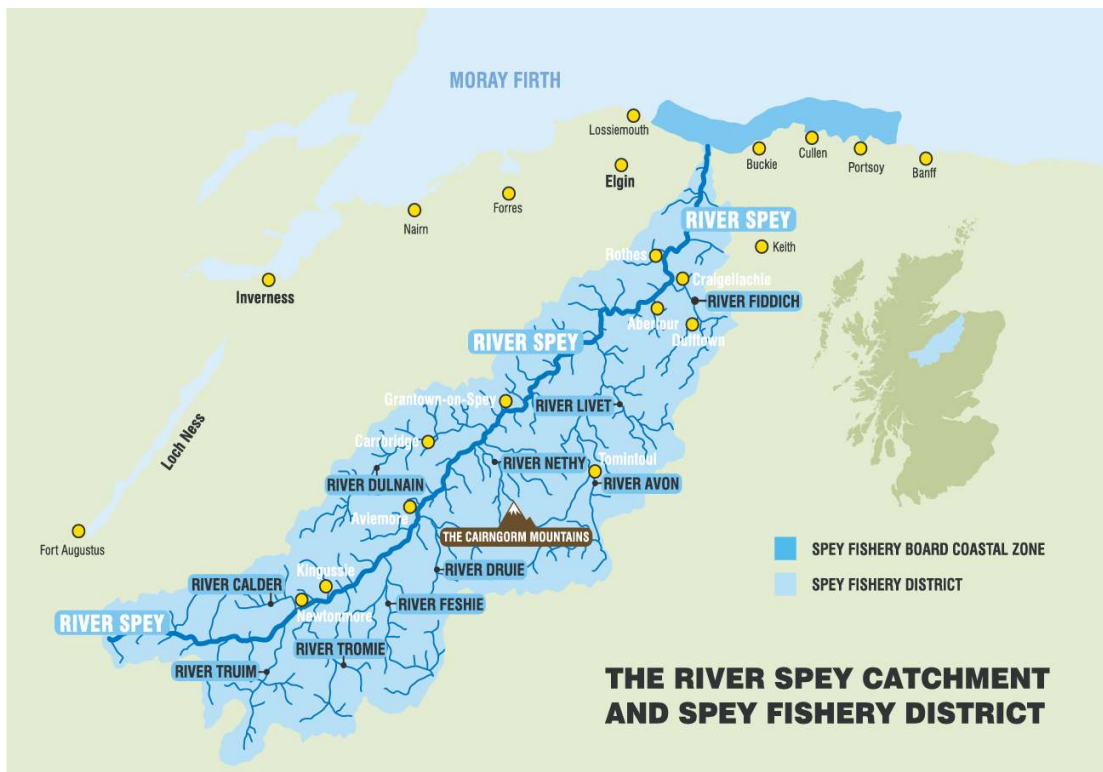 MORAY FIRTH
Lossiemouth
Buckie
Cullen
Portsoy
Banff
Elgin
Forres
Nairn
RIVER SPEY
Keith
Rothes
Craigellachie
Inverness
RIVER FIDDICH
Aberlour
Dufftown
RIVER SPEY
Grantown-on-Spey
RIVER LIVET
Loch Ness
Carrbridge
RIVER NETHY
Tomintoul
RIVER DULNAIN
RIVER AVON
Aviemore
THE CAIRNGORM MOUNTAINS
Fort Augustus
SPEY FISHERY BOARD COASTAL ZONE
SPEY FISHERY DISTRICT
RIVER DRUIE
Kingussie
RIVER CALDER
RIVER FESHIE
Newtonmore
RIVER SPEY
RIVER TROMIE
RIVER TRUIM
THE RIVER SPEY CATCHMENT
AND SPEY FISHERY DISTRICT